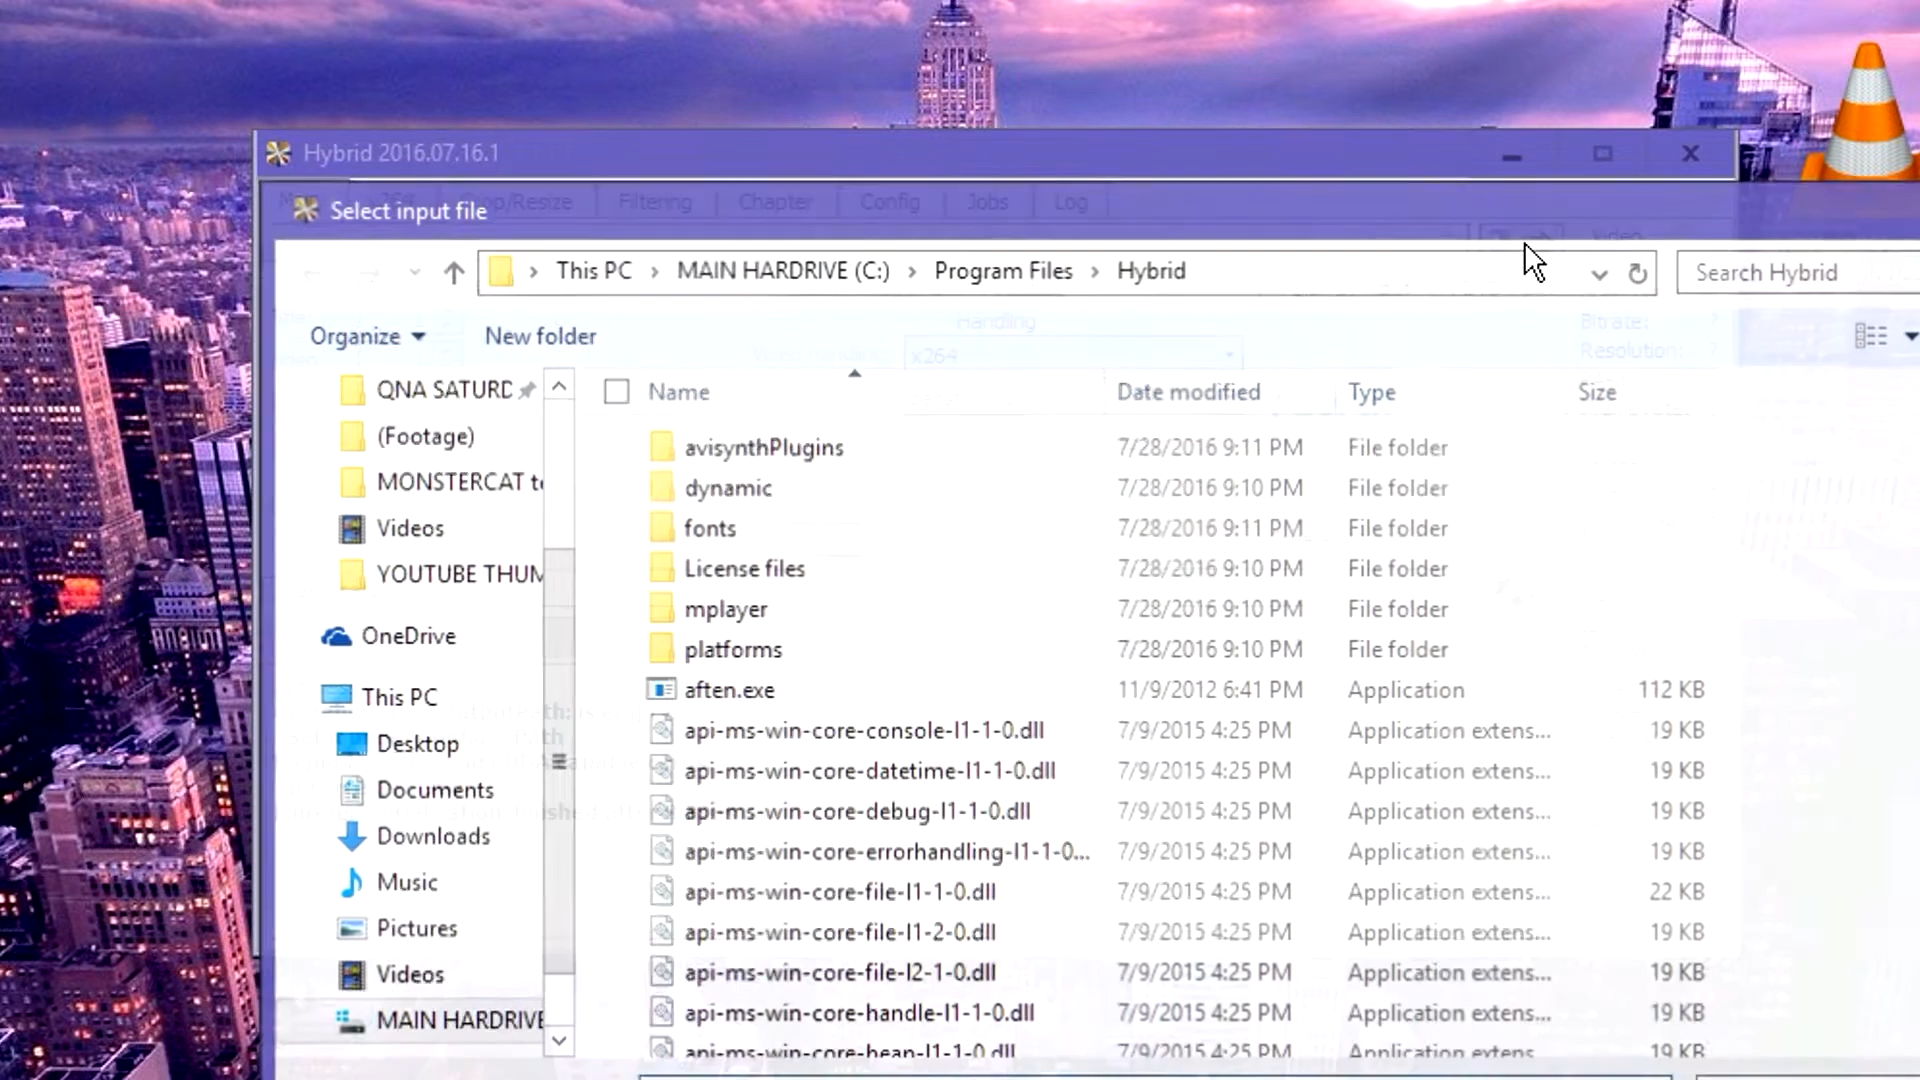 Hybrid 2016.07.16.1
op/Resize Filtering Chapter Config Jobs Log
Select input file
This PC MAIN HARDRIVE (C:) Program Files Hybrid
Search Hybrid
Handling
Bitrate: ?
Organize New folder
x264
Resolution: ?
Name Date modified Type Size
QNA SATURD
(Footage)
MONSTERCAT te
Videos
YOUTUBE THUM
OneDrive
This PC
Desktop
Documents
Downloads
Music
Pictures
Videos
MAIN HARDRIVE
avisynthPlugins 7/28/2016 9:11 PM File folder
dynamic 7/28/2016 9:10 PM File folder
fonts 7/28/2016 9:11 PM File folder
License files 7/28/2016 9:10 PM File folder
mplayer 7/28/2016 9:10 PM File folder
platforms 7/28/2016 9:10 PM File folder
aften.exe 11/9/2012 6:41 PM Application 112 KB
api-ms-win-core-console-l1-1-0.dll 7/9/2015 4:25 PM Application extens... 19 KB
api-ms-win-core-datetime-l1-1-0.dll 7/9/2015 4:25 PM Application extens... 19 KB
api-ms-win-core-debug-l1-1-0.dll 7/9/2015 4:25 PM Application extens... 19 KB
api-ms-win-core-errorhandling-l1-1-0... 7/9/2015 4:25 PM Application extens... 19 KB
api-ms-win-core-file-l1-1-0.dll 7/9/2015 4:25 PM Application extens... 22 KB
api-ms-win-core-file-l1-2-0.dll 7/9/2015 4:25 PM Application extens... 19 KB
api-ms-win-core-file-l2-1-0.dll 7/9/2015 4:25 PM Application extens... 19 KB
api-ms-win-core-handle-l1-1-0.dll 7/9/2015 4:25 PM Application extens... 19 KB
api-ms-win-core-heap-l1-1-0.dll 7/9/2015 4:25 PM Application extens... 19 KB